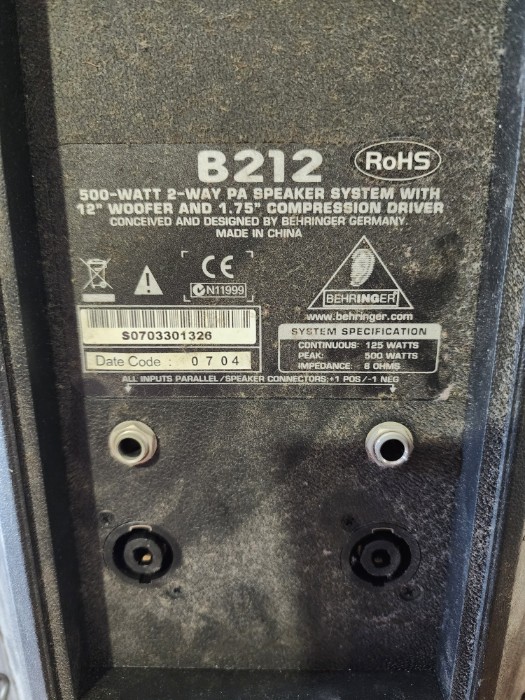 B212
RoHS
500-WATT 2-WAY PA SPEAKER SYSTEM WITH
12" WOOFER AND 1.75" COMPRESSION DRIVER
CONCEIVED AND DESIGNED BY BEHRINGER GERMANY
MADE IN CHINA
CE
N11999
BEHRINGER
www.behringer.com
S0703301326
Date Code : 0704
SYSTEM SPECIFICATION
CONTINUOUS: 125 WATTS
PEAK: 500 WATTS
IMPEDANCE: 8 OHMS
ALL INPUTS PARALLEL/SPEAKER CONNECTORS:+1 POS/-1 NEG